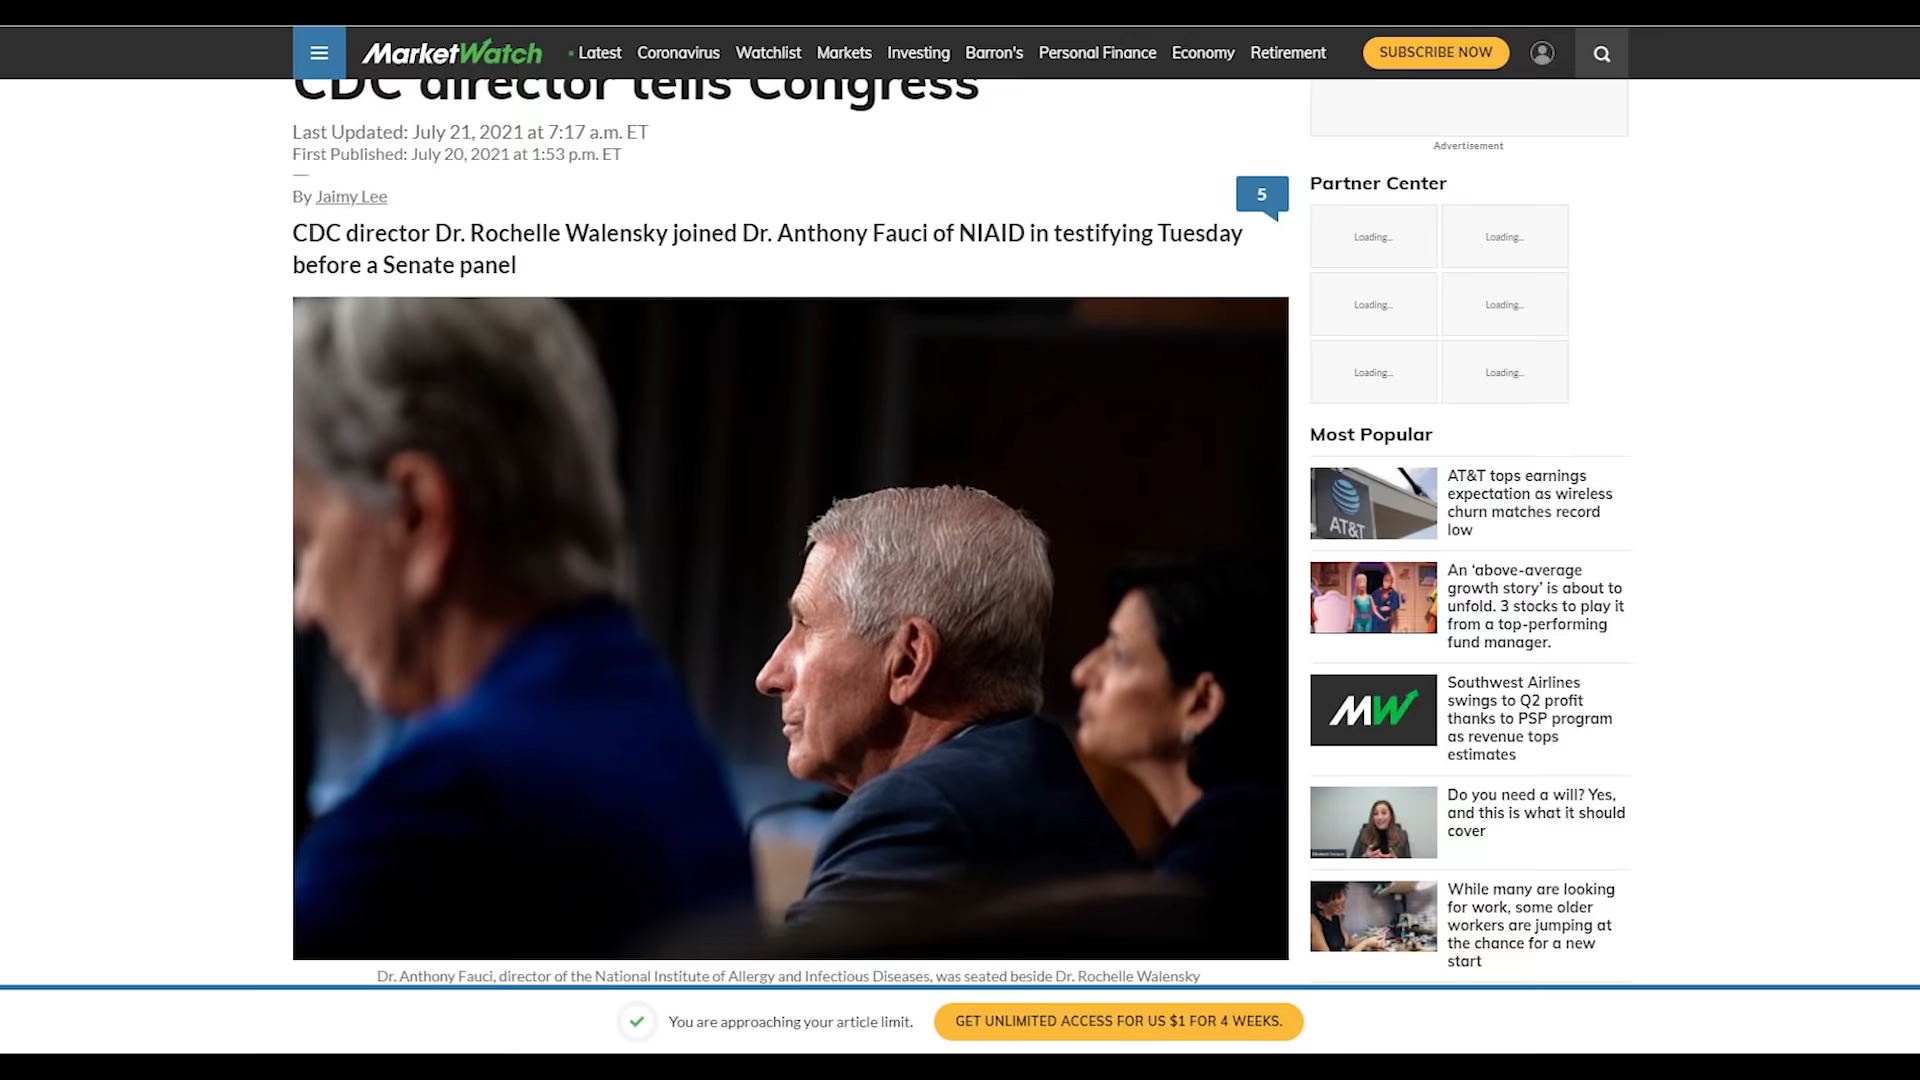 MarketWatch
Latest
Coronavirus
Watchlist
Markets
Investing
Barron's
Personal Finance
Economy
Retirement
SUBSCRIBE NOW
CDC director tells Congress
Last Updated: July 21, 2021 at 7:17 a.m. ET
First Published: July 20, 2021 at 1:53 p.m. ET
By Jaimy Lee
5
CDC director Dr. Rochelle Walensky joined Dr. Anthony Fauci of NIAID in testifying Tuesday
before a Senate panel
Dr. Anthony Fauci, director of the National Institute of Allergy and Infectious Diseases, was seated beside Dr. Rochelle Walensky
Advertisement
Partner Center
Loading...
Loading...
Loading...
Loading...
Loading...
Loading...
Most Popular
AT&T
AT&T tops earnings
expectation as wireless
churn matches record
low
An ‘above-average
growth story’ is about to
unfold. 3 stocks to play it
from a top-performing
fund manager.
MW
Southwest Airlines
swings to Q2 profit
thanks to PSP program
as revenue tops
estimates
Do you need a will? Yes,
and this is what it should
cover
While many are looking
for work, some older
workers are jumping at
the chance for a new
start
You are approaching your article limit.
GET UNLIMITED ACCESS FOR US $1 FOR 4 WEEKS.